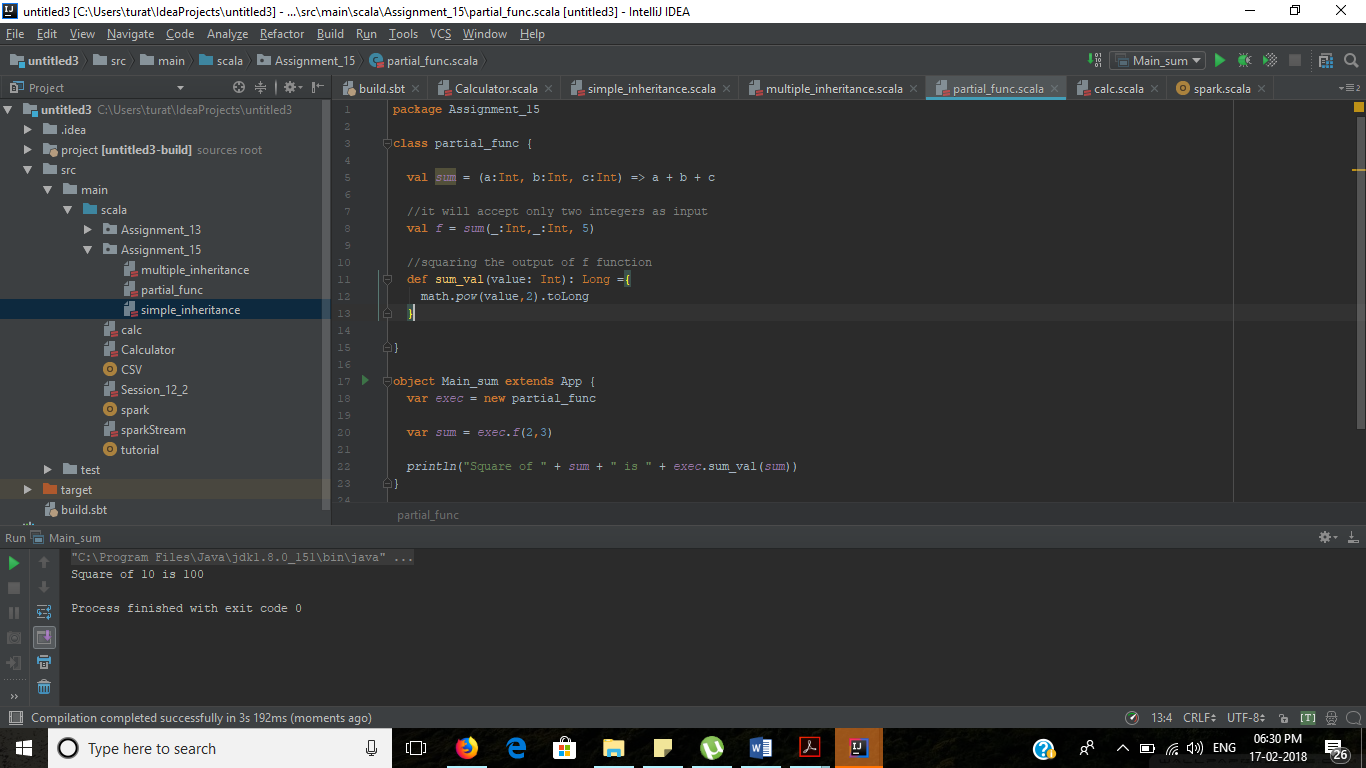 untitled3 [C:\Users\turat\IdeaProjects\untitled3] - ...\src\main\scala\Assignment_15\partial_func.scala [untitled3] - IntelliJ IDEA
File Edit View Navigate Code Analyze Refactor Build Run Tools VCS Window Help
untitled3 src main scala Assignment_15 partial_func.scala Main_sum
Project
build.sbt Calculator.scala simple_inheritance.scala multiple_inheritance.scala partial_func.scala calc.scala spark.scala
untitled3 C:\Users\turat\IdeaProjects\untitled3
.idea
project [untitled3-build] sources root
src
main
scala
Assignment_13
Assignment_15
multiple_inheritance
partial_func
simple_inheritance
calc
Calculator
CSV
Session_12_2
spark
sparkStream
tutorial
test
target
build.sbt
1 package Assignment_15
2
3 class partial_func {
4
5 val sum = (a:Int, b:Int, c:Int) => a + b + c
6
7 //it will accept only two integers as input
8 val f = sum(_:Int,_:Int, 5)
9
10 //squaring the output of f function
11 def sum_val(value: Int): Long ={
12 math.pow(value,2).toLong
13 }
14
15 }
16
17 object Main_sum extends App {
18 var exec = new partial_func
19
20 var sum = exec.f(2,3)
21
22 println("Square of " + sum + " is " + exec.sum_val(sum))
23 }
24
partial_func
Run Main_sum
"C:\Program Files\Java\jdk1.8.0_151\bin\java" ...
Square of 10 is 100
Process finished with exit code 0
Compilation completed successfully in 3s 192ms (moments ago) 13:4 CRLF UTF-8 [T]
Type here to search
ENG
06:30 PM
17-02-2018
26